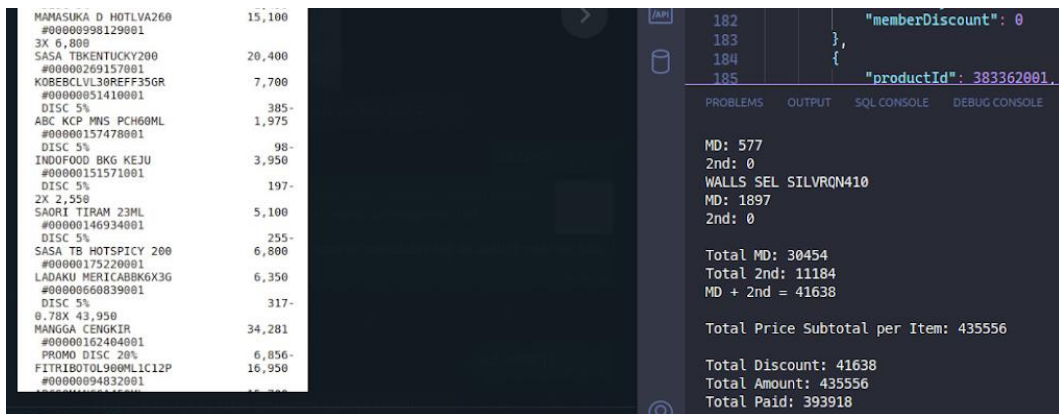 MAMASUKA D HOTLVA260 15,100
#00000998129001
3X 6,800
SASA TBKENTUCKY200 20,400
#00000269157001
KOBEBCLVL30REFF35GR 7,700
#00000051410001
DISC 5% 385-
ABC KCP MNS PCH60ML 1,975
#00000157478001
DISC 5% 98-
INDOFOOD BKG KEJU 3,950
#00000151571001
DISC 5% 197-
2X 2,550
SAORI TIRAM 23ML 5,100
#00000146934001
DISC 5% 255-
SASA TB HOTSPICY 200 6,800
#00000175220001
LADAKU MERICABBK6X3G 6,350
#00000660839001
DISC 5% 317-
0.78X 43,950
MANGGA CENGKIR 34,281
#00000162404001
PROMO DISC 20% 6,856-
FITRIBOTOL900ML1C12P 16,950
#00000094832001
/API
182 "memberDiscount": 0
183 },
184 {
185 "productId": 383362001,
PROBLEMS OUTPUT SQL CONSOLE DEBUG CONSOLE
MD: 577
2nd: 0
WALLS SEL SILVRQN410
MD: 1897
2nd: 0
Total MD: 30454
Total 2nd: 11184
MD + 2nd = 41638
Total Price Subtotal per Item: 435556
Total Discount: 41638
Total Amount: 435556
Total Paid: 393918